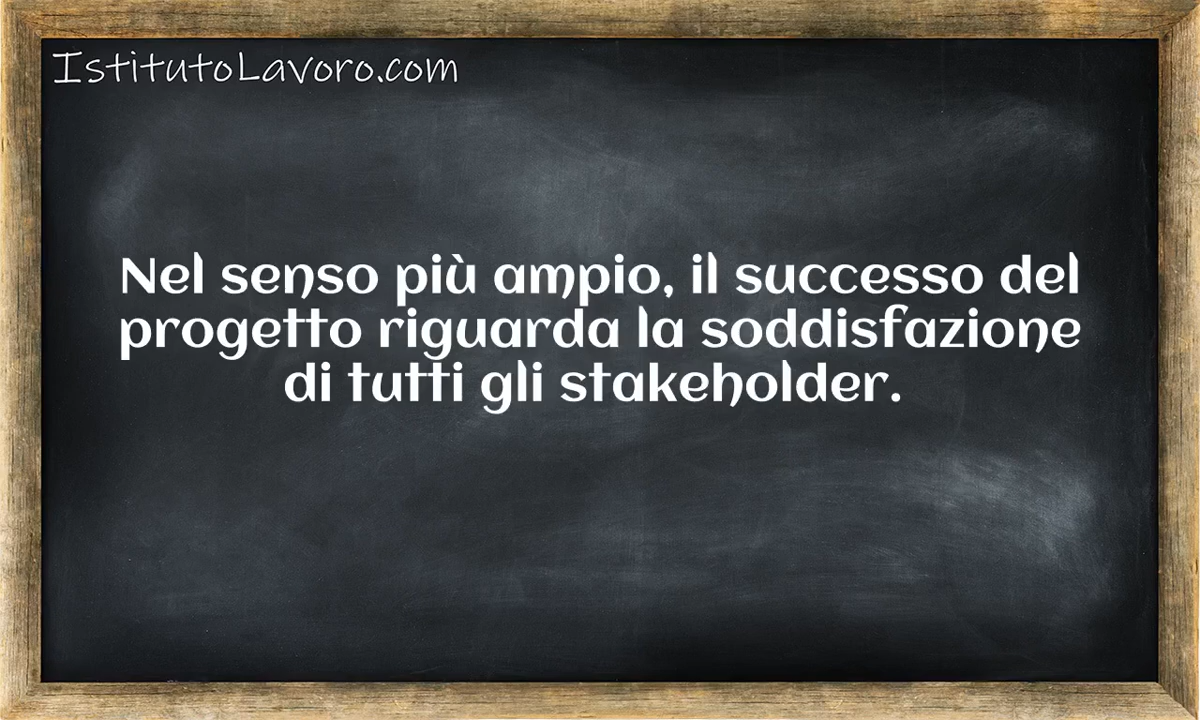 IstitutoLavoro.com
Nel senso più ampio, il successo del
progetto riguarda la soddisfazione
di tutti gli stakeholder.